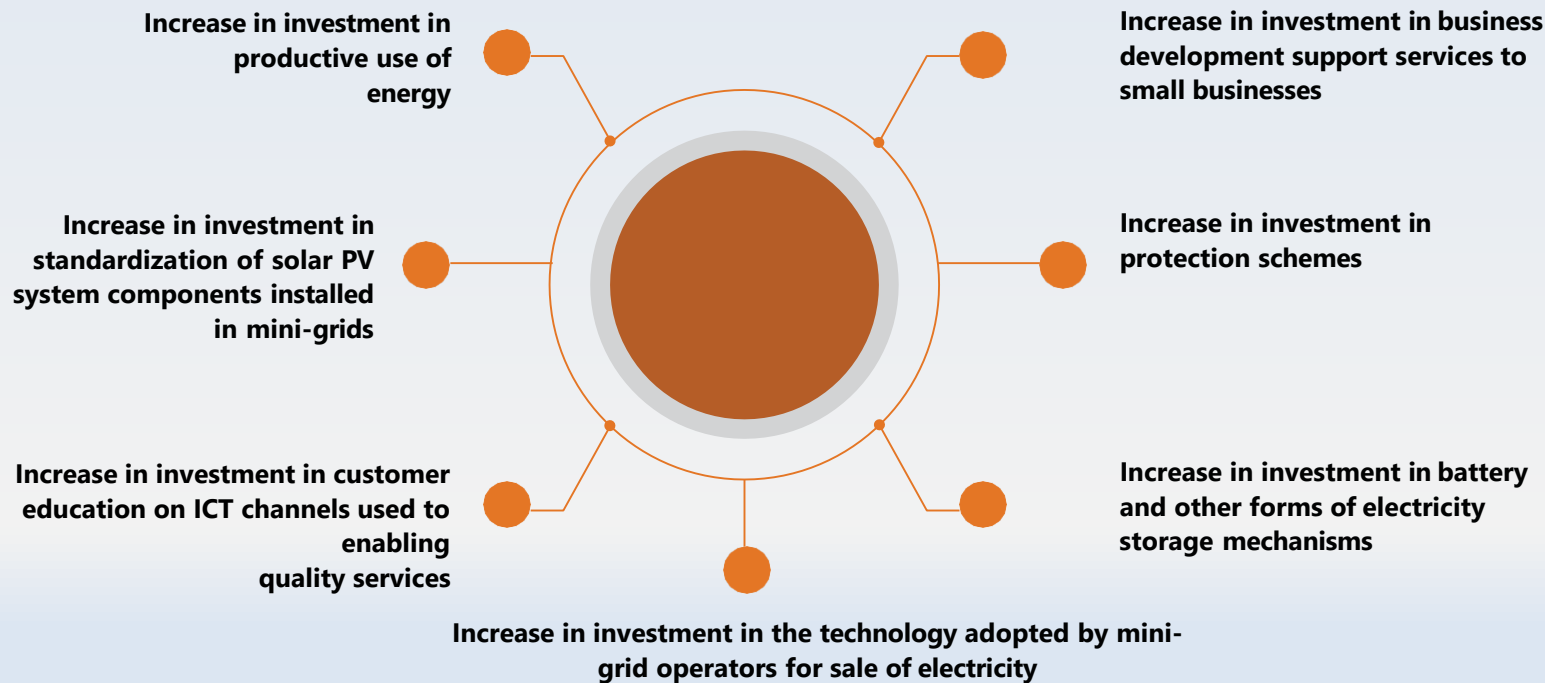 Increase in investment in
productive use of
energy
Increase in investment in business
development support services to
small businesses
Increase in investment in
standardization of solar PV
system components installed
in mini-grids
Increase in investment in
protection schemes
Increase in investment in customer
education on ICT channels used to
enabling
quality services
Increase in investment in battery
and other forms of electricity
storage mechanisms
Increase in investment in the technology adopted by mini-
grid operators for sale of electricity